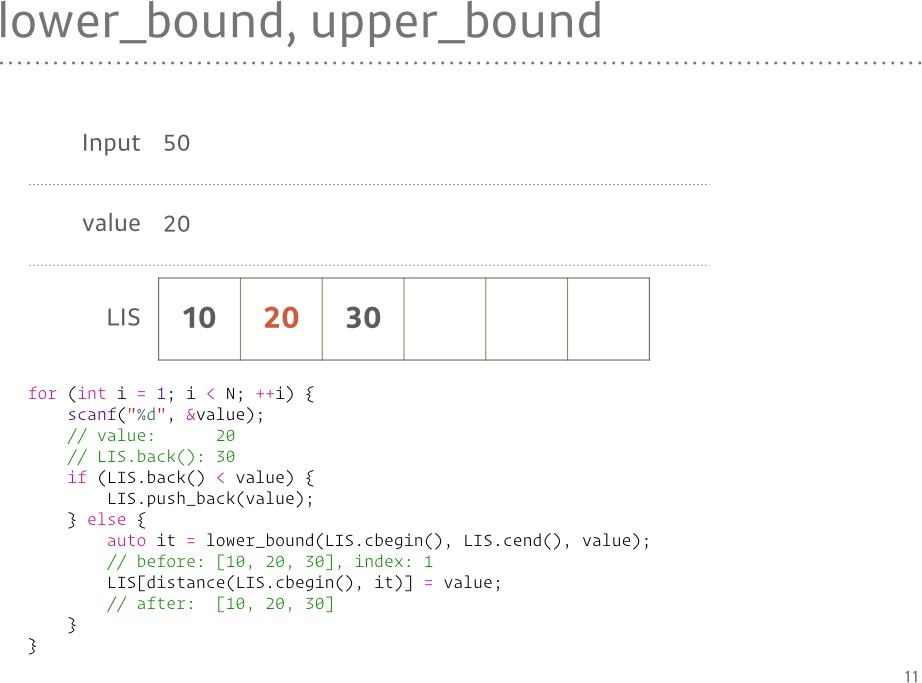 lower_bound, upper_bound
Input 50
value 20
LIS 10 20 30
for (int i = 1; i < N; ++i) {
    scanf("%d", &value);
    // value:      20
    // LIS.back(): 30
    if (LIS.back() < value) {
        LIS.push_back(value);
    } else {
        auto it = lower_bound(LIS.cbegin(), LIS.cend(), value);
        // before: [10, 20, 30], index: 1
        LIS[distance(LIS.cbegin(), it)] = value;
        // after:  [10, 20, 30]
    }
}
11